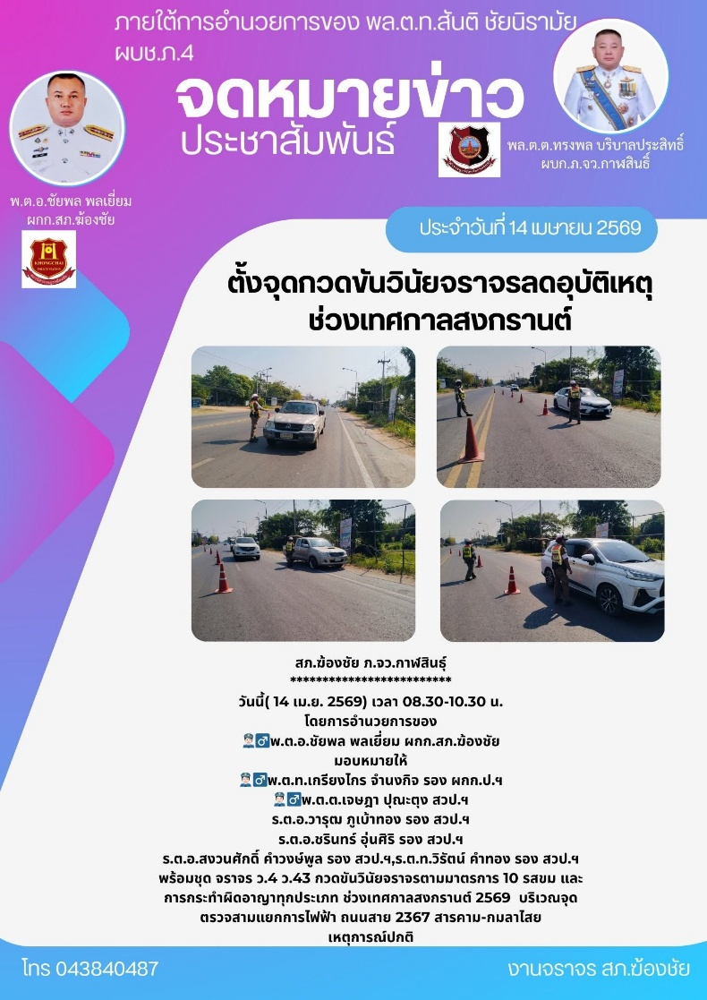 ภายใต้การอำนวยการของ พล.ต.ท.สันติ ชัยนิรามัย
ผบช.ภ.4
จดหมายข่าว
ประชาสัมพันธ์
พล.ต.ต.ทรงพล บริบาลประสิทธิ์
ผบก.ภ.จว.กาฬสินธิ์
พ.ต.อ.ชัยพล พลเยี่ยม
ผกก.สภ.ฆ้องชัย
KHONGCHAI
POLICE STATION
ประจำวันที่ 14 เมษายน 2569
ตั้งจุดกวดขันวินัยจราจรลดอุบัติเหตุ
ช่วงเทศกาลสงกรานต์
สภ.ฆ้องชัย ภ.จว.กาฬสินธุ์
*************************
วันนี้( 14 เม.ย. 2569) เวลา 08.30-10.30 น.
โดยการอำนวยการของ
พ.ต.อ.ชัยพล พลเยี่ยม ผกก.สภ.ฆ้องชัย
มอบหมายให้
พ.ต.ท.เกรียงไกร จำนงกิจ รอง ผกก.ป.ฯ
พ.ต.ต.เจษฎา ปุณะตุง สวป.ฯ
ร.ต.อ.วารุฒ ภูเบ้าทอง รอง สวป.ฯ
ร.ต.อ.ชรินทร์ อุ่นศิริ รอง สวป.ฯ
ร.ต.อ.สงวนศักดิ์ คำวงษ์พูล รอง สวป.ฯ,ร.ต.ท.วิรัตน์ คำทอง รอง สวป.ฯ
พร้อมชุด จราจร ว.4 ว.43 กวดขันวินัยจราจรตามมาตรการ 10 รสขม และ
การกระทำผิดอาญาทุกประเภท ช่วงเทศกาลสงกรานต์ 2569 บริเวณจุด
ตรวจสามแยกการไฟฟ้า ถนนสาย 2367 สารคาม-กมลาไสย
เหตุการณ์ปกติ
โทร 043840487
งานจราจร สภ.ฆ้องชัย